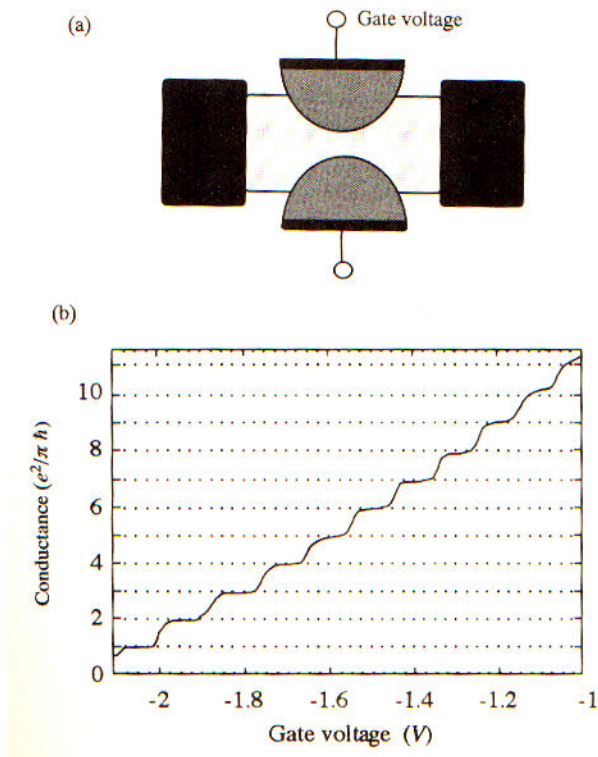 (a)
Gate voltage
(b)
Conductance (e²/π ħ)
10
8
6
4
2
0
-2
-1.8
-1.6
-1.4
-1.2
-1
Gate voltage (V)